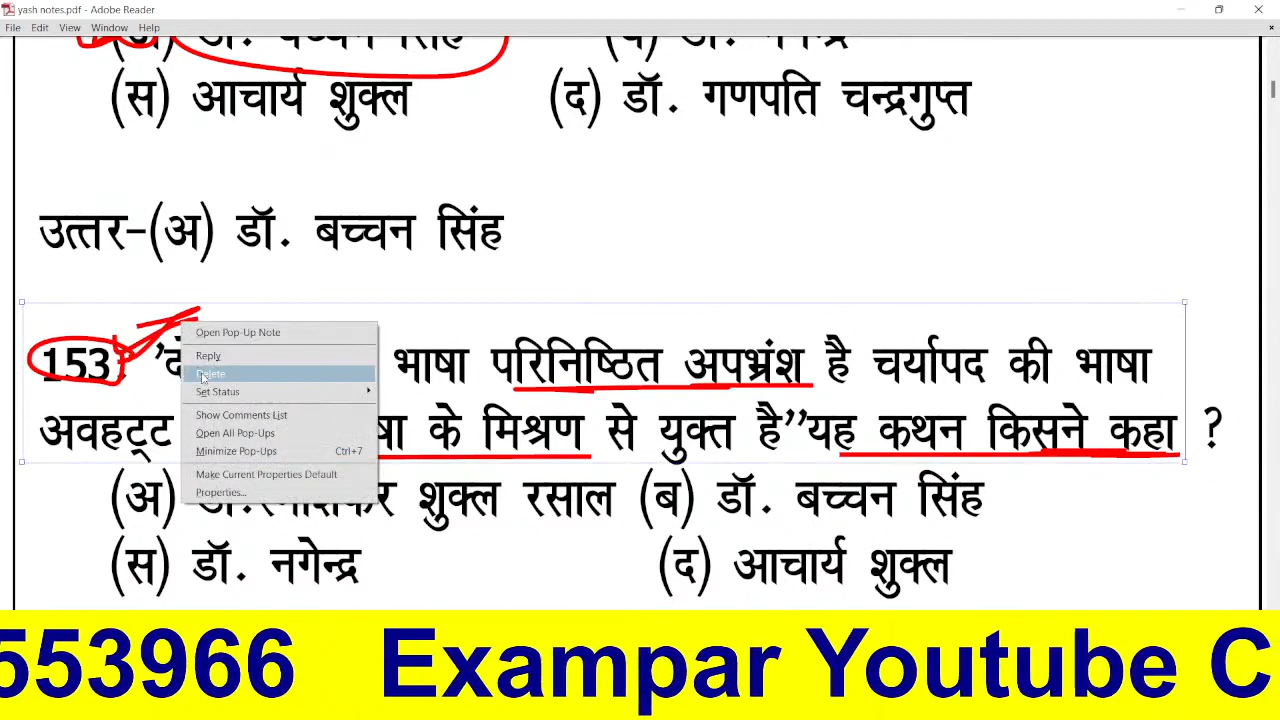 yash notes.pdf - Adobe Reader
File Edit View Window Help
डॉ. बच्चन सिंह डॉ. नगेन्द्र
(स) आचार्य शुक्ल (द) डॉ. गणपति चन्द्रगुप्त
उत्तर-(अ) डॉ. बच्चन सिंह
153. भाषा परिनिष्ठित अपभ्रंश है चर्यापद की भाषा
अवहट्ट के मिश्रण से युक्त है”यह कथन किसने कहा ?
(अ) शुक्ल रसाल (ब) डॉ. बच्चन सिंह
(स) डॉ. नगेन्द्र (द) आचार्य शुक्ल
Open Pop-Up Note
Reply
Delete
Set Status
Show Comments List
Open All Pop-Ups
Minimize Pop-Ups Ctrl+7
Make Current Properties Default
Properties...
553966 Exampar Youtube C